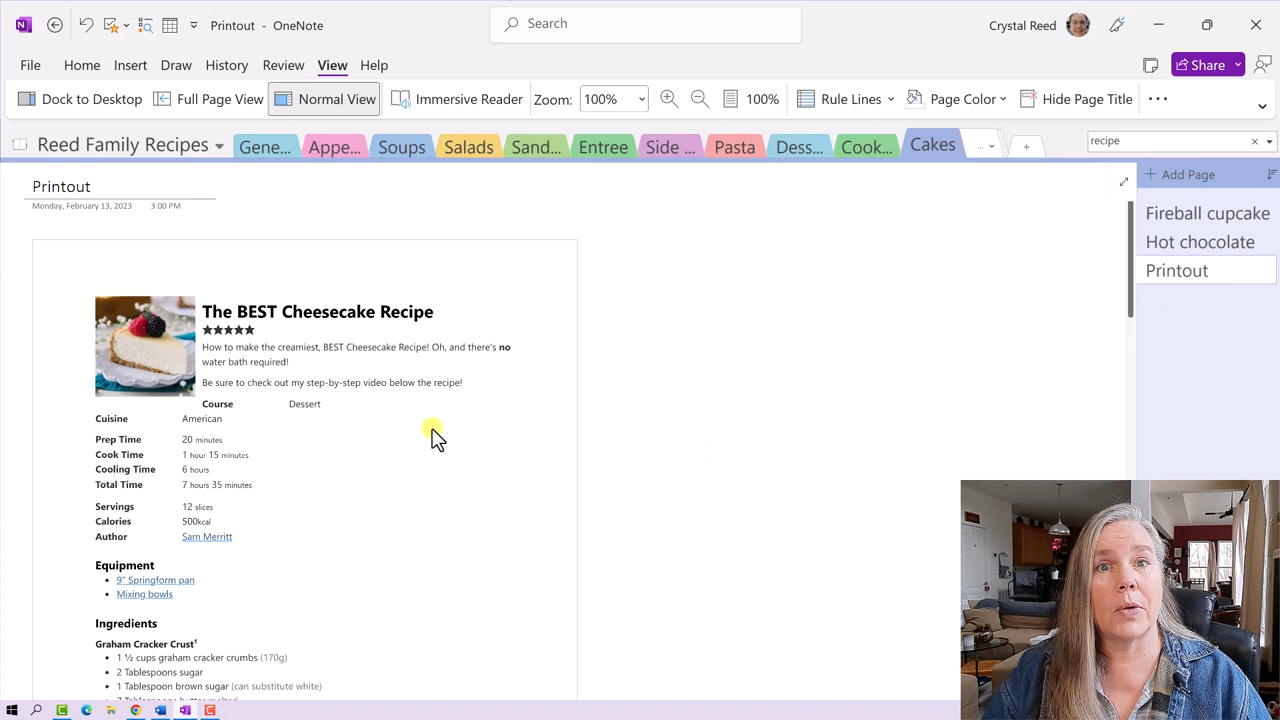 Printout - OneNote
Search
Crystal Reed
File Home Insert Draw History Review View Help
Share
Dock to Desktop Full Page View Normal View Immersive Reader Zoom: 100% 100% Rule Lines Page Color Hide Page Title
Reed Family Recipes Gene... Appe... Soups Salads Sand... Entree Side ... Pasta Dess... Cook... Cakes ... + recipe
Add Page
Fireball cupcake
Hot chocolate
Printout
Printout
Monday, February 13, 2023 3:00 PM
The BEST Cheesecake Recipe
How to make the creamiest, BEST Cheesecake Recipe! Oh, and there's no
water bath required!
Be sure to check out my step-by-step video below the recipe!
Course Dessert
Cuisine American
Prep Time 20 minutes
Cook Time 1 hour 15 minutes
Cooling Time 6 hours
Total Time 7 hours 35 minutes
Servings 12 slices
Calories 500kcal
Author Sam Merritt
Equipment
• 9" Springform pan
• Mixing bowls
Ingredients
Graham Cracker Crust¹
• 1 ½ cups graham cracker crumbs (170g)
• 2 Tablespoons sugar
• 1 Tablespoon brown sugar (can substitute white)